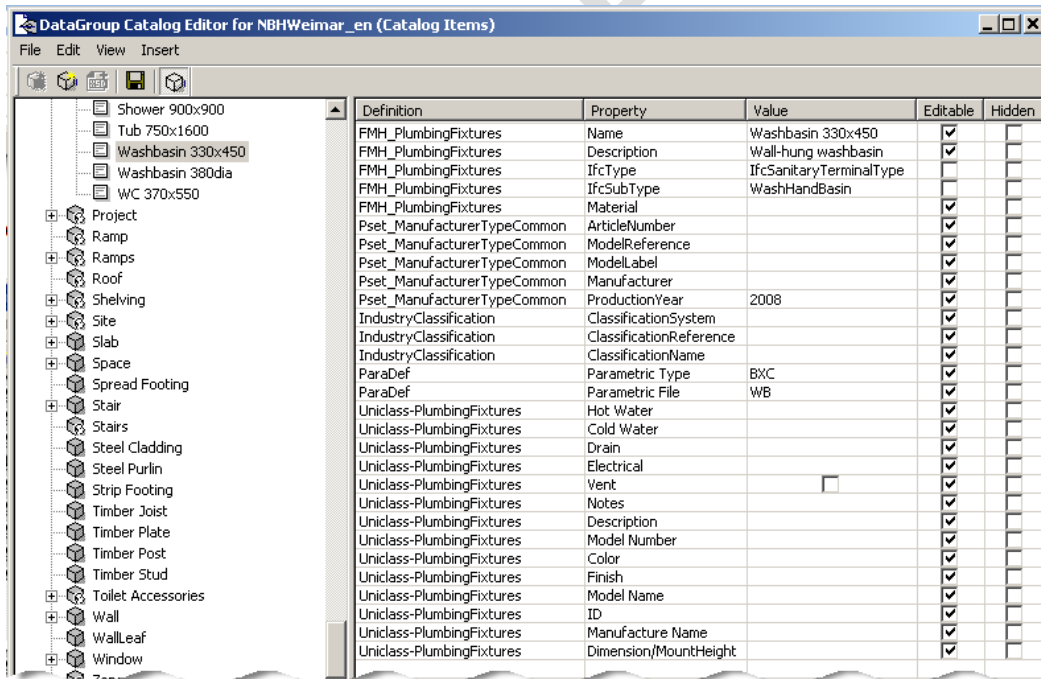 DataGroup Catalog Editor for NBHWeimar_en (Catalog Items)
File Edit View Insert
Shower 900x900
Tub 750x1600
Washbasin 330x450
Washbasin 380dia
WC 370x550
Project
Ramp
Ramps
Roof
Shelving
Site
Slab
Space
Spread Footing
Stair
Stairs
Steel Cladding
Steel Purlin
Strip Footing
Timber Joist
Timber Plate
Timber Post
Timber Stud
Toilet Accessories
Wall
WallLeaf
Window
Definition Property Value Editable Hidden
FMH_PlumbingFixtures Name Washbasin 330x450
FMH_PlumbingFixtures Description Wall-hung washbasin
FMH_PlumbingFixtures IfcType IfcSanitaryTerminalType
FMH_PlumbingFixtures IfcSubType WashHandBasin
FMH_PlumbingFixtures Material
Pset_ManufacturerTypeCommon ArticleNumber
Pset_ManufacturerTypeCommon ModelReference
Pset_ManufacturerTypeCommon ModelLabel
Pset_ManufacturerTypeCommon Manufacturer
Pset_ManufacturerTypeCommon ProductionYear 2008
IndustryClassification ClassificationSystem
IndustryClassification ClassificationReference
IndustryClassification ClassificationName
ParaDef Parametric Type BXC
ParaDef Parametric File WB
Uniclass-PlumbingFixtures Hot Water
Uniclass-PlumbingFixtures Cold Water
Uniclass-PlumbingFixtures Drain
Uniclass-PlumbingFixtures Electrical
Uniclass-PlumbingFixtures Vent
Uniclass-PlumbingFixtures Notes
Uniclass-PlumbingFixtures Description
Uniclass-PlumbingFixtures Model Number
Uniclass-PlumbingFixtures Color
Uniclass-PlumbingFixtures Finish
Uniclass-PlumbingFixtures Model Name
Uniclass-PlumbingFixtures ID
Uniclass-PlumbingFixtures Manufacture Name
Uniclass-PlumbingFixtures Dimension/MountHeight